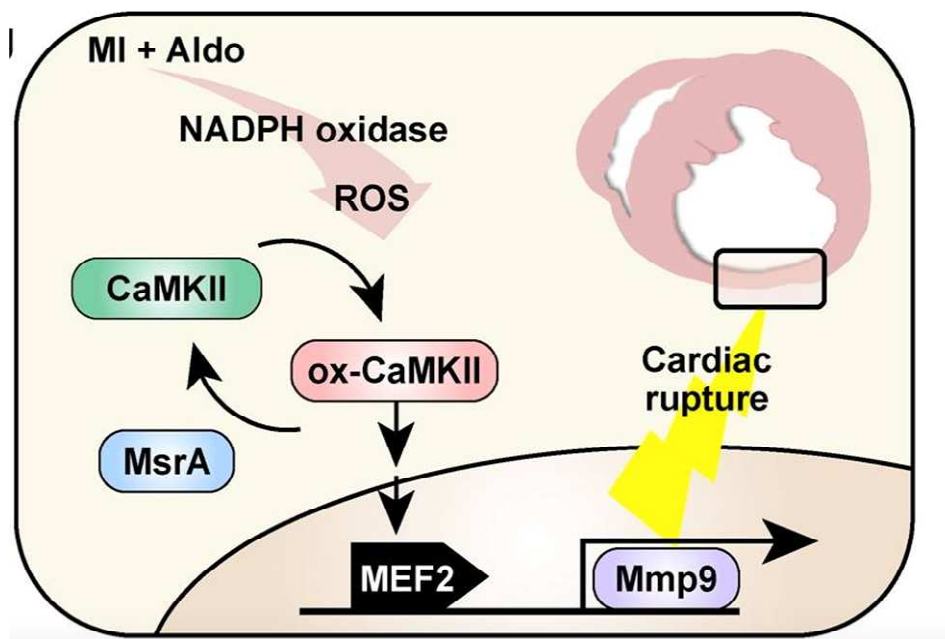 MI + Aldo
NADPH oxidase
ROS
CaMKII
ox-CaMKII
Cardiac
rupture
MsrA
MEF2
Mmp9